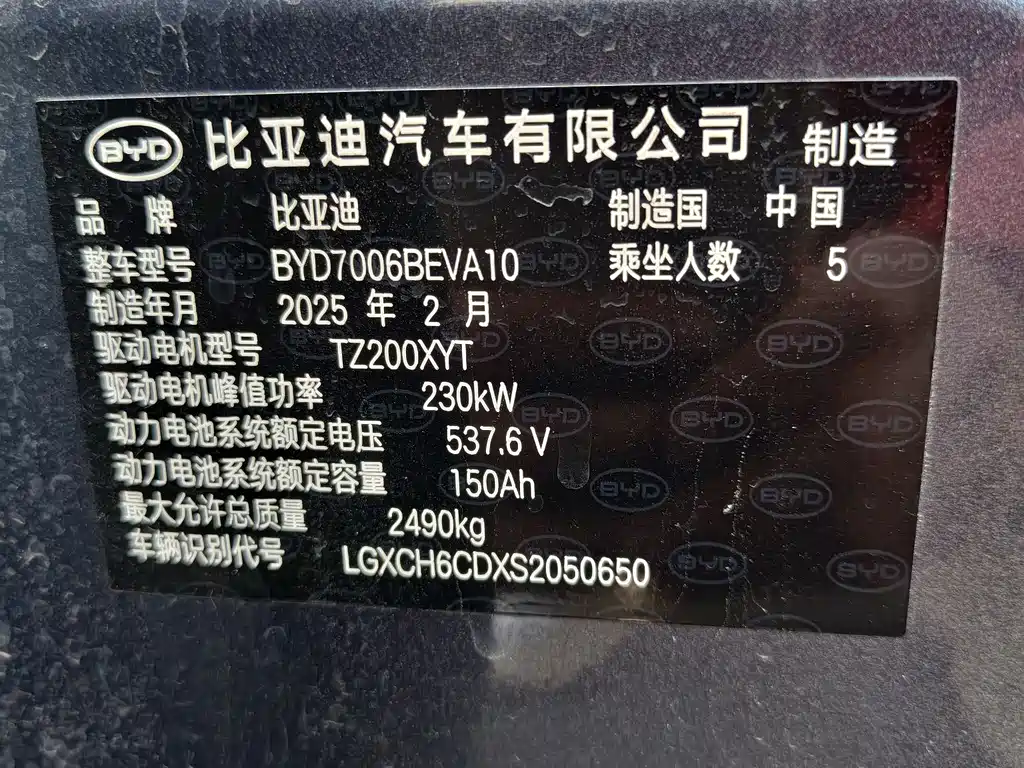 BYD 比亚迪汽车有限公司 制造
品 牌 比亚迪 制造国 中国
整车型号 BYD7006BEVA10 乘坐人数 5
制造年月 2025 年 2 月
驱动电机型号 TZ200XYT
驱动电机峰值功率 230kW
动力电池系统额定电压 537.6 V
动力电池系统额定容量 150Ah
最大允许总质量 2490kg
车辆识别代号 LGXCH6CDXS2050650